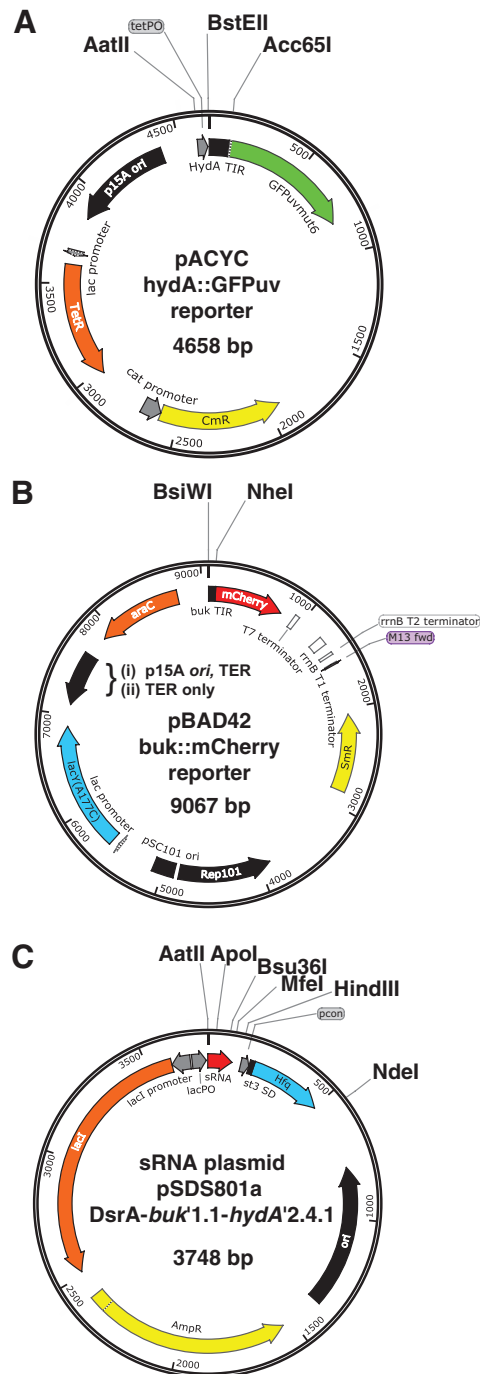 A
tetPO
BstEII
AatII
Acc65I
4500
500
1000
1500
2000
2500
3000
3500
4000
p15A ori
HydA TIR
GFPuvmut6
lac promoter
TetR
cat promoter
CmR
pACYC
hydA::GFPuv
reporter
4658 bp
B
BsiWI
NheI
9000
1000
2000
3000
4000
5000
6000
7000
8000
araC
buk TIR
mCherry
T7 terminator
rrnB T2 terminator
M13 fwd
rrnB T1 terminator
(i) p15A ori, TER
(ii) TER only
pBAD42
buk::mCherry
reporter
9067 bp
SmR
lacY(A177C)
lac promoter
pSC101 ori
Rep101
C
AatII
ApoI
Bsu36I
MfeI
HindIII
pcon
NdeI
3500
500
1000
1500
2000
2500
3000
lacI promoter
lacPO
sRNA
st3 SD
Hfq
lacI
sRNA plasmid
pSDS801a
DsrA-buk'1.1-hydA'2.4.1
3748 bp
ori
AmpR